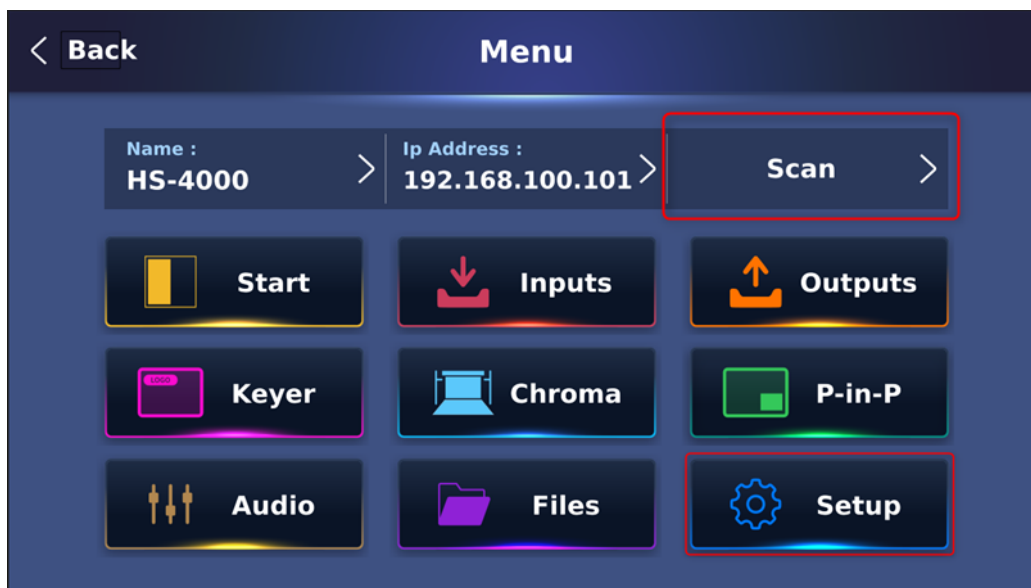 Back
Menu
Name :
HS-4000
Ip Address :
192.168.100.101
Scan
Start
Inputs
Outputs
LOGO
Keyer
Chroma
P-in-P
Audio
Files
Setup